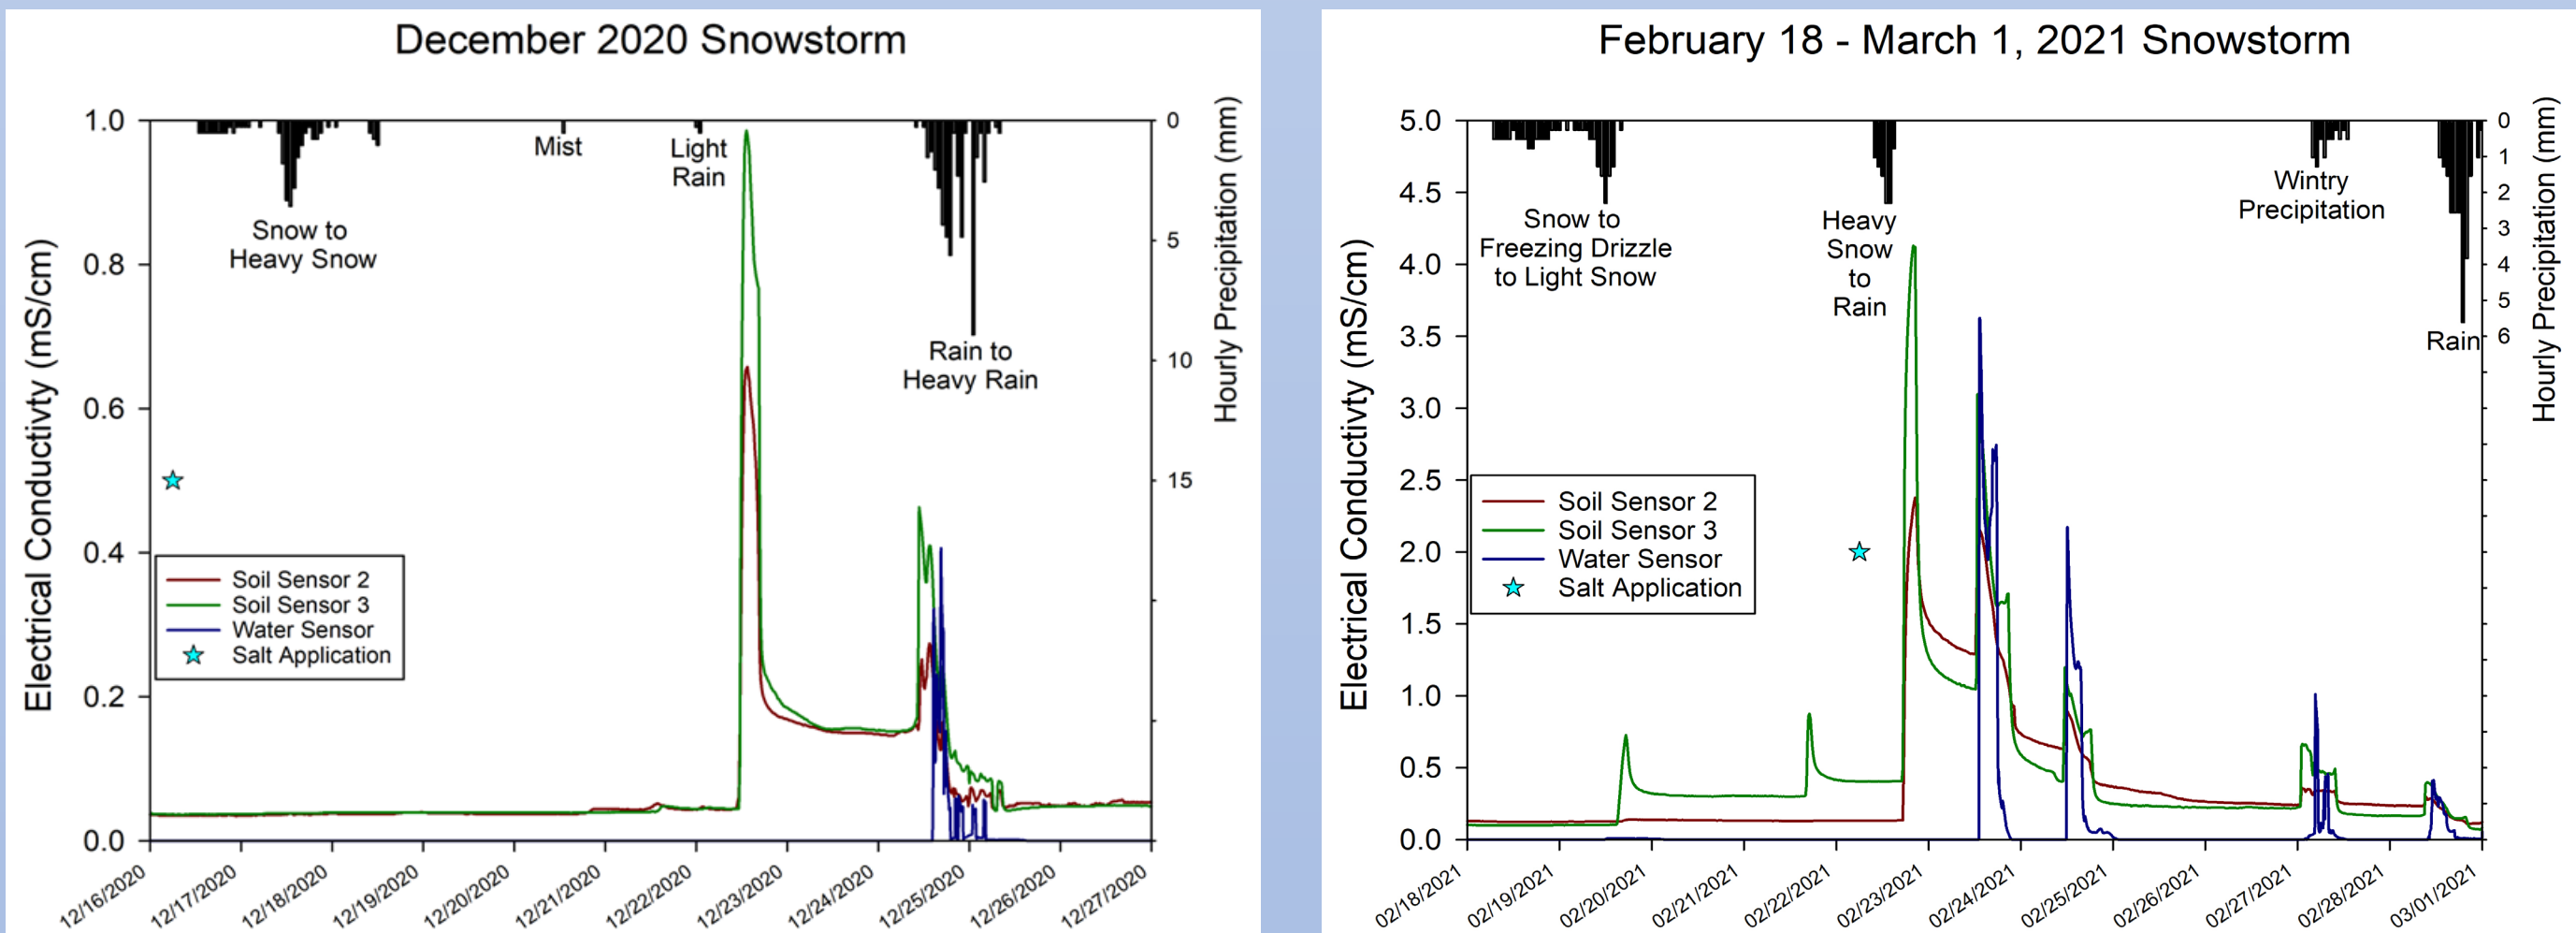 December 2020 Snowstorm
Electrical Conductivty (mS/cm)
1.0
0.8
0.6
0.4
0.2
0.0
Snow to
Heavy Snow
Mist
Light
Rain
Rain to
Heavy Rain
Soil Sensor 2
Soil Sensor 3
Water Sensor
Salt Application
0
5
10
15
Hourly Precipitation (mm)
12/16/2020
12/17/2020
12/18/2020
12/19/2020
12/20/2020
12/21/2020
12/22/2020
12/23/2020
12/24/2020
12/25/2020
12/26/2020
12/27/2020
February 18 - March 1, 2021 Snowstorm
Electrical Conductivty (mS/cm)
5.0
4.5
4.0
3.5
3.0
2.5
2.0
1.5
1.0
0.5
0.0
Snow to
Freezing Drizzle
to Light Snow
Heavy
Snow
to
Rain
Wintry
Precipitation
Rain
Soil Sensor 2
Soil Sensor 3
Water Sensor
Salt Application
0
1
2
3
4
5
6
Hourly Precipitation (mm)
02/18/2021
02/19/2021
02/20/2021
02/21/2021
02/22/2021
02/23/2021
02/24/2021
02/25/2021
02/26/2021
02/27/2021
02/28/2021
03/01/2021